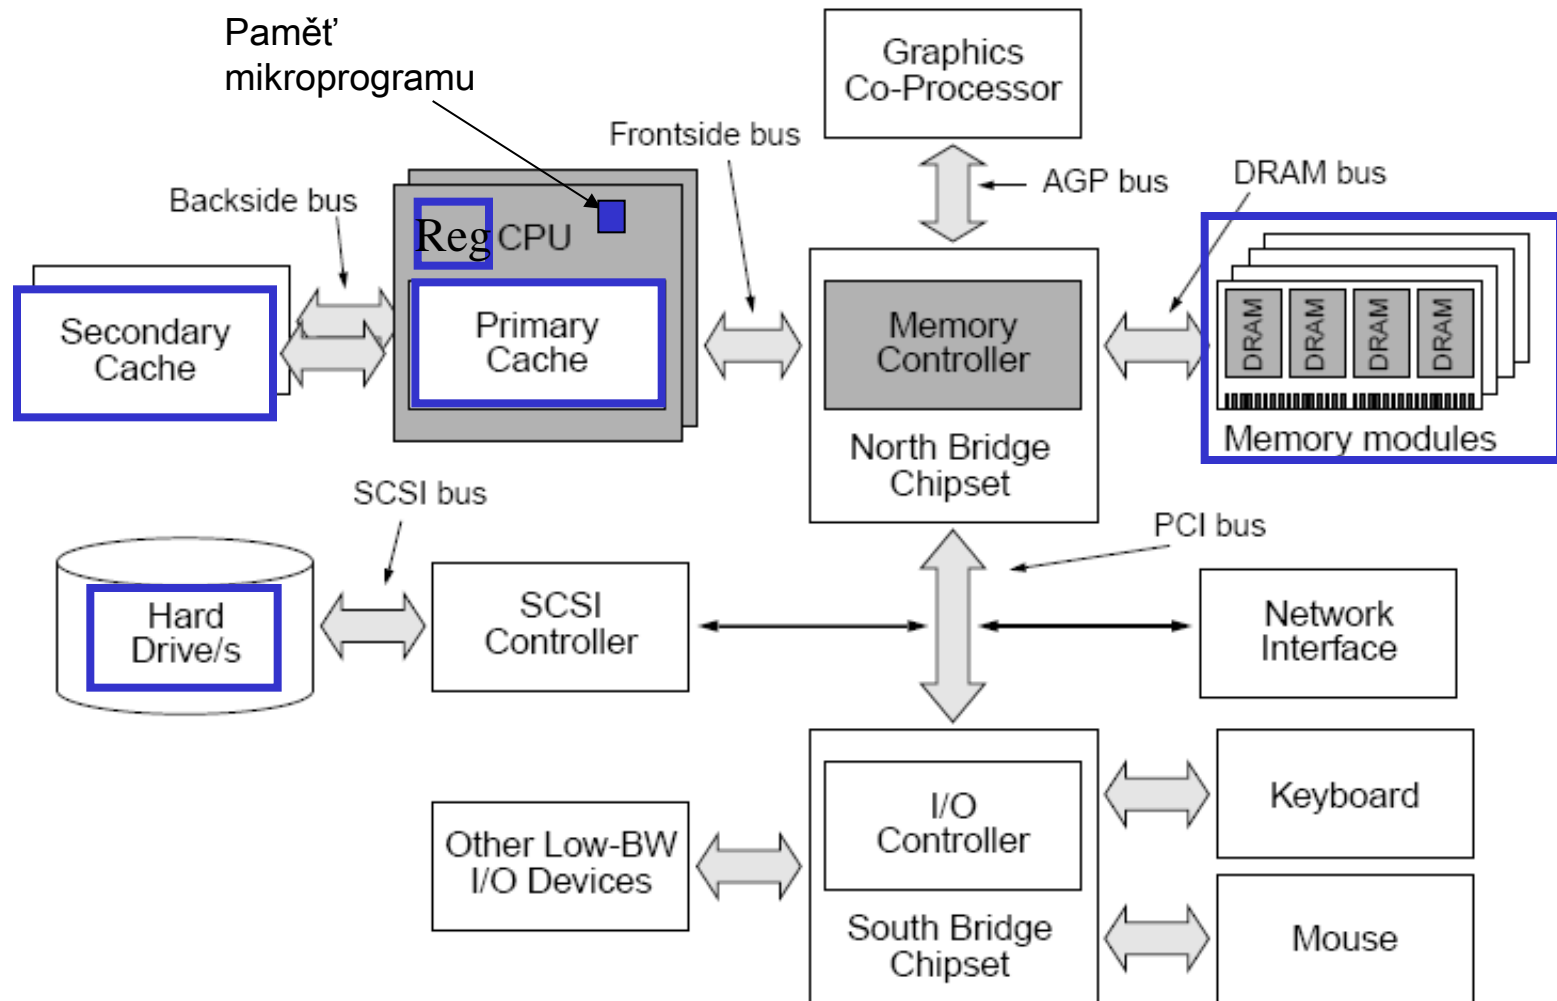 Paměť
mikroprogramu
Graphics
Co-Processor
Frontside bus
AGP bus
DRAM bus
Backside bus
Reg
CPU
Secondary
Cache
Primary
Cache
Memory
Controller
North Bridge
Chipset
DRAM
DRAM
DRAM
DRAM
Memory modules
SCSI bus
PCI bus
Hard
Drive/s
SCSI
Controller
Network
Interface
I/O
Controller
South Bridge
Chipset
Keyboard
Other Low-BW
I/O Devices
Mouse